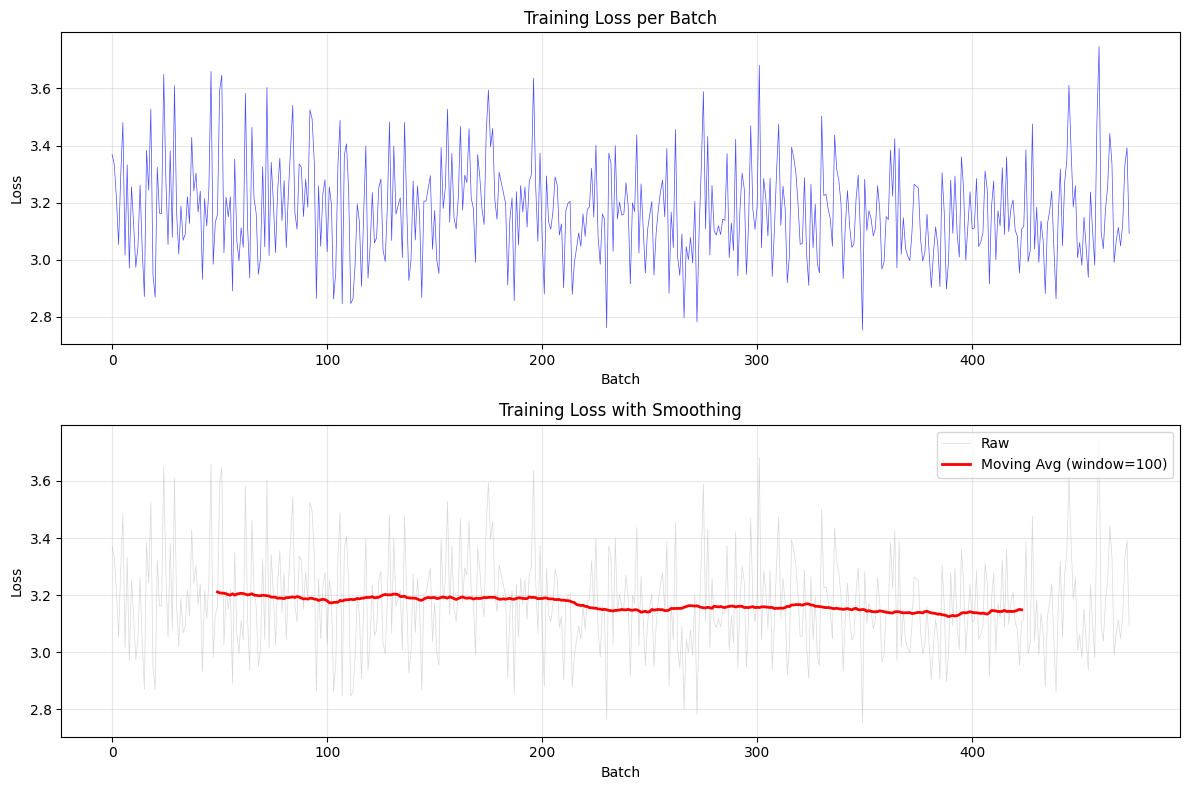 Training Loss per Batch
Loss
3.6
3.4
3.2
3.0
2.8
0 100 200 300 400
Batch
Training Loss with Smoothing
Raw
Moving Avg (window=100)
Loss
3.6
3.4
3.2
3.0
2.8
0 100 200 300 400
Batch